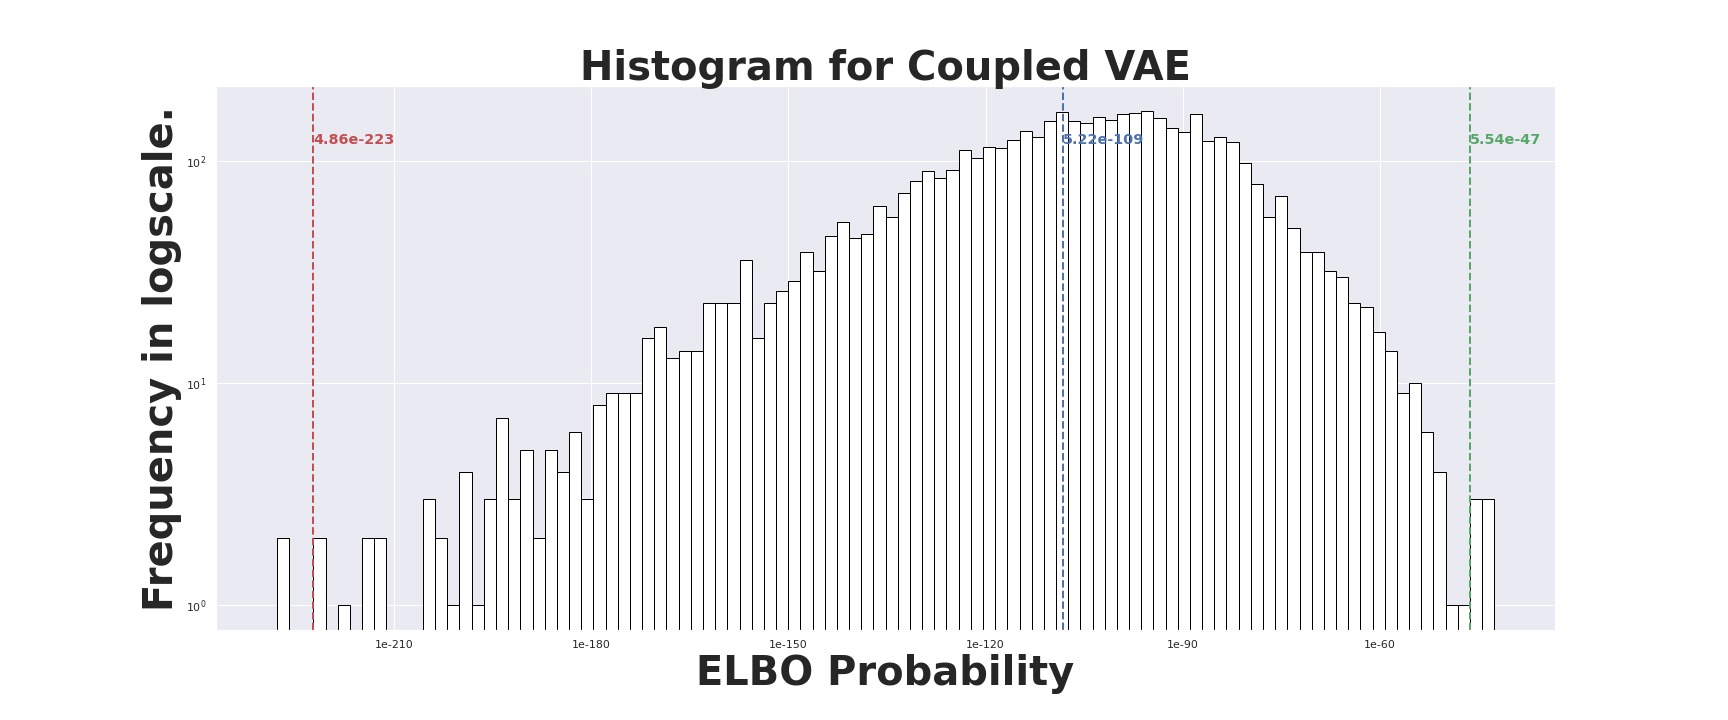 Histogram for Coupled VAE
Frequency in logscale.
4.86e-223
5.22e-109
5.54e-47
10²
10¹
10⁰
1e-210
1e-180
1e-150
1e-120
1e-90
1e-60
ELBO Probability